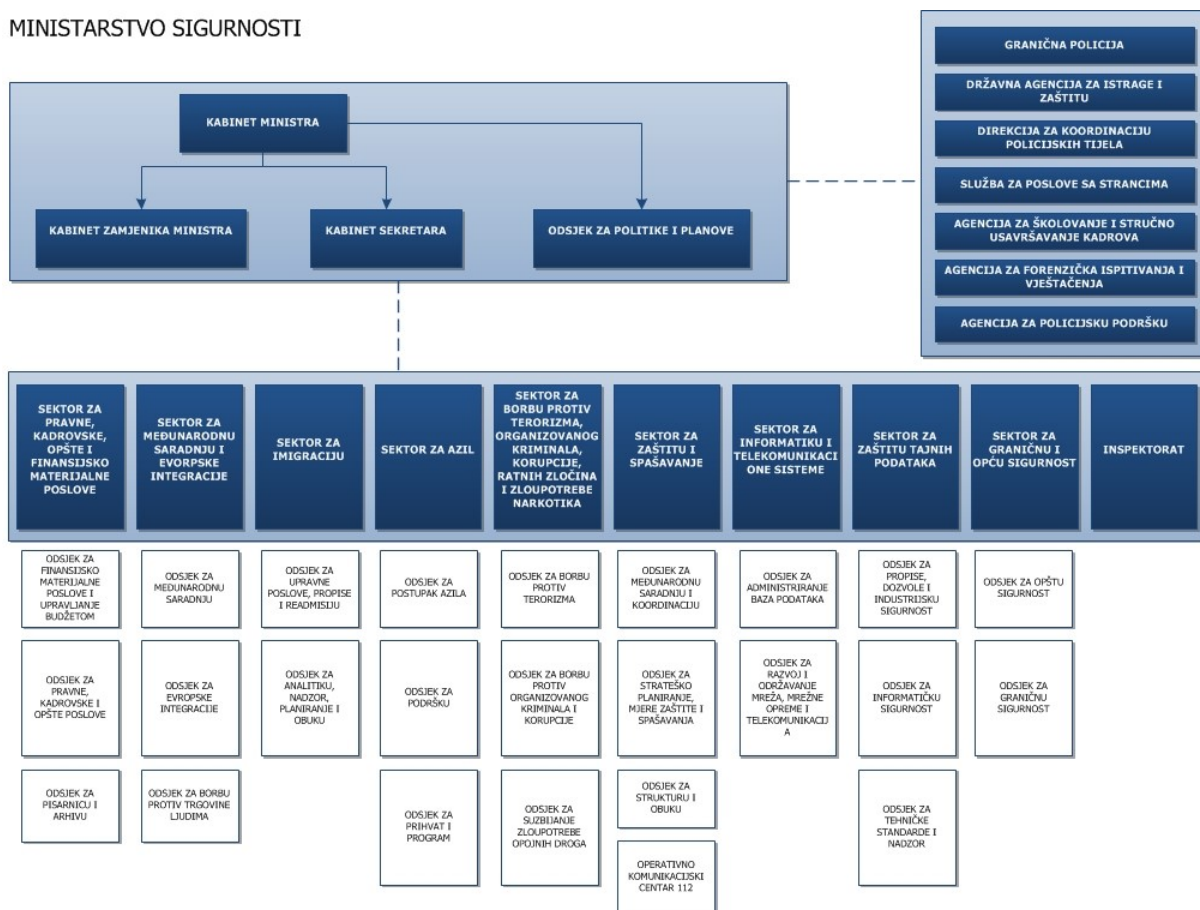 MINISTARSTVO SIGURNOSTI
GRANIČNA POLICIJA
DRŽAVNA AGENCIJA ZA ISTRAGE I
ZAŠTITU
DIREKCIJA ZA KOORDINACIJU
POLICIJSKIH TIJELA
SLUŽBA ZA POSLOVE SA STRANCIMA
AGENCIJA ZA ŠKOLOVANJE I STRUČNO
USAVRŠAVANJE KADROVA
AGENCIJA ZA FORENZIČKA ISPITIVANJA I
VJEŠTAČENJA
AGENCIJA ZA POLICIJSKU PODRŠKU
KABINET MINISTRA
KABINET ZAMJENIKA MINISTRA
KABINET SEKRETARA
ODSJEK ZA POLITIKE I PLANOVE
SEKTOR ZA
PRAVNE,
KADROVSKE,
OPŠTE I
FINANSIJSKO
MATERIJALNE
POSLOVE
SEKTOR ZA
MEĐUNARODNU
SARADNJU I
EVORPSKE
INTEGRACIJE
SEKTOR ZA
IMIGRACIJU
SEKTOR ZA AZIL
SEKTOR ZA
BORBU PROTIV
TERORIZMA,
ORGANIZOVANOG
KRIMINALA,
KORUPCIJE,
RATNIH ZLOČINA
I ZLOUPOTREBE
NARKOTIKA
SEKTOR ZA
ZAŠTITU I
SPAŠAVANJE
SEKTOR ZA
INFORMATIKU I
TELEKOMUNIKACI
ONE SISTEME
SEKTOR ZA
ZAŠTITU TAJNIH
PODATAKA
SEKTOR ZA
GRANIČNU I
OPĆU SIGURNOST
INSPEKTORAT
ODSJEK ZA
FINANSIJSKO
MATERIJALNE
POSLOVE I
UPRAVLJANJE
BUDŽETOM
ODSJEK ZA
MEĐUNARODNU
SARADNJU
ODSJEK ZA
UPRAVNE
POSLOVE, PROPISE
I READMISIJU
ODSJEK ZA
POSTUPAK AZILA
ODSJEK ZA BORBU
PROTIV
TERORIZMA
ODSJEK ZA
MEĐUNARODNU
SARADNJU I
KOORDINACIJU
ODSJEK ZA
ADMINISTRIRANJE
BAZA PODATAKA
ODSJEK ZA
PROPISE,
DOZVOLE I
INDUSTRIJSKU
SIGURNOST
ODSJEK ZA OPŠTU
SIGURNOST
ODSJEK ZA
PRAVNE,
KADROVSKE I
OPŠTE POSLOVE
ODSJEK ZA
EVROPSKE
INTEGRACIJE
ODSJEK ZA
ANALITIKU,
NADZOR,
PLANIRANJE I
OBUKU
ODSJEK ZA
PODRŠKU
ODSJEK ZA BORBU
PROTIV
ORGANIZOVANOG
KRIMINALA I
KORUPCIJE
ODSJEK ZA
STRATEŠKO
PLANIRANJE,
MJERE ZAŠTITE I
SPAŠAVANJA
ODSJEK ZA
RAZVOJ I
ODRŽAVANJE
MREŽA, MREŽNE
OPREME I
TELEKOMUNIKACIJ
A
ODSJEK ZA
INFORMATIČKU
SIGURNOST
ODSJEK ZA
GRANIČNU
SIGURNOST
ODSJEK ZA
PISARNICU I
ARHIVU
ODSJEK ZA BORBU
PROTIV TRGOVINE
LJUDIMA
ODSJEK ZA
PRIHVAT I
PROGRAM
ODSJEK ZA
SUZBIJANJE
ZLOUPOTREBE
OPOJNIH DROGA
ODSJEK ZA
STRUKTURU I
OBUKU
ODSJEK ZA
TEHNIČKE
STANDARDE I
NADZOR
OPERATIVNO
KOMUNIKACIJSKI
CENTAR 112